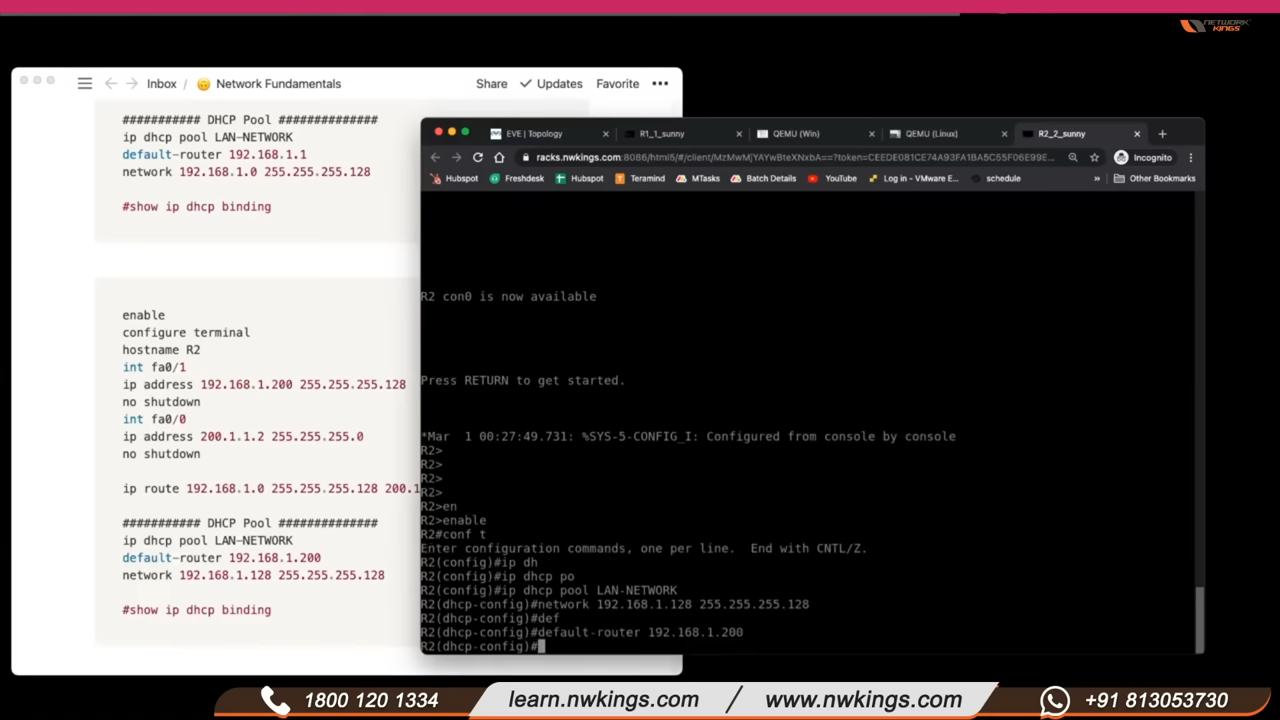 NETWORK
KINGS
Inbox / Network Fundamentals Share Updates Favorite
########### DHCP Pool ##############
ip dhcp pool LAN-NETWORK
default-router 192.168.1.1
network 192.168.1.0 255.255.255.128
#show ip dhcp binding
enable
configure terminal
hostname R2
int fa0/1
ip address 192.168.1.200 255.255.255.128
no shutdown
int fa0/0
ip address 200.1.1.2 255.255.255.0
no shutdown
ip route 192.168.1.0 255.255.255.128 200.1
########### DHCP Pool ##############
ip dhcp pool LAN-NETWORK
default-router 192.168.1.200
network 192.168.1.128 255.255.255.128
#show ip dhcp binding
EVE | Topology R1_1_sunny QEMU (Win) QEMU (Linux) R2_2_sunny
Incognito
Hubspot Freshdesk Hubspot Teramind MTasks Batch Details YouTube Log in - VMware E... schedule » Other Bookmarks
R2 con0 is now available
Press RETURN to get started.
*Mar 1 00:27:49.731: %SYS-5-CONFIG_I: Configured from console by console
R2>
R2>
R2>
R2>
R2>en
R2>enable
R2#conf t
Enter configuration commands, one per line. End with CNTL/Z.
R2(config)#ip dh
R2(config)#ip dhcp po
R2(config)#ip dhcp pool LAN-NETWORK
R2(dhcp-config)#network 192.168.1.128 255.255.255.128
R2(dhcp-config)#def
R2(dhcp-config)#default-router 192.168.1.200
R2(dhcp-config)#
1800 120 1334 learn.nwkings.com / www.nwkings.com +91 813053730